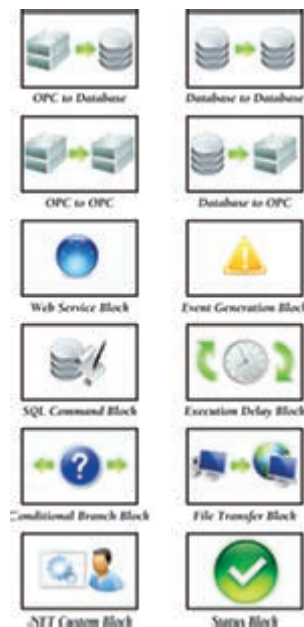 OPC to Database
Database to Database
OPC to OPC
Database to OPC
Web Service Block
Event Generation Block
SQL Command Block
Execution Delay Block
Conditional Branch Block
File Transfer Block
.NET Custom Block
Status Block